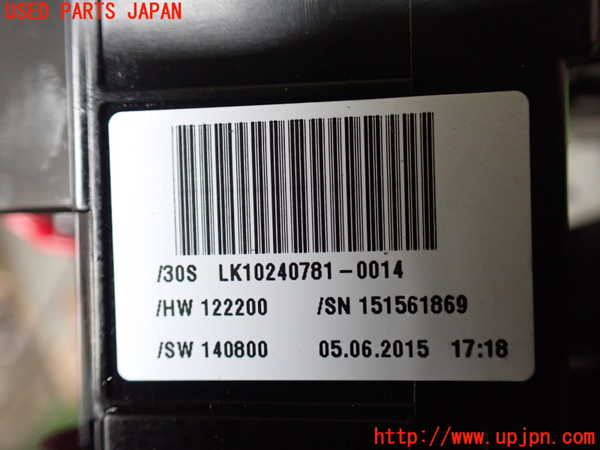 USED PARTS JAPAN
/30S LK10240781-0014
/HW 122200 /SN 151561869
/SW 140800 05.06.2015 17:18
http://www.upjpn.com/